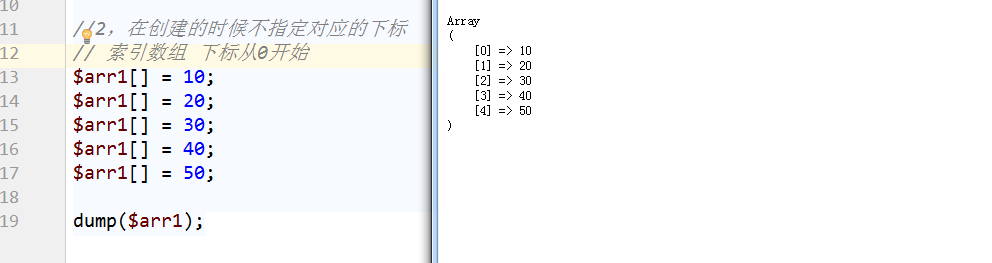 10
11 //2，在创建的时候不指定对应的下标
12 // 索引数组 下标从0开始
13 $arr1[] = 10;
14 $arr1[] = 20;
15 $arr1[] = 30;
16 $arr1[] = 40;
17 $arr1[] = 50;
18
19 dump($arr1);
Array
(
[0] => 10
[1] => 20
[2] => 30
[3] => 40
[4] => 50
)